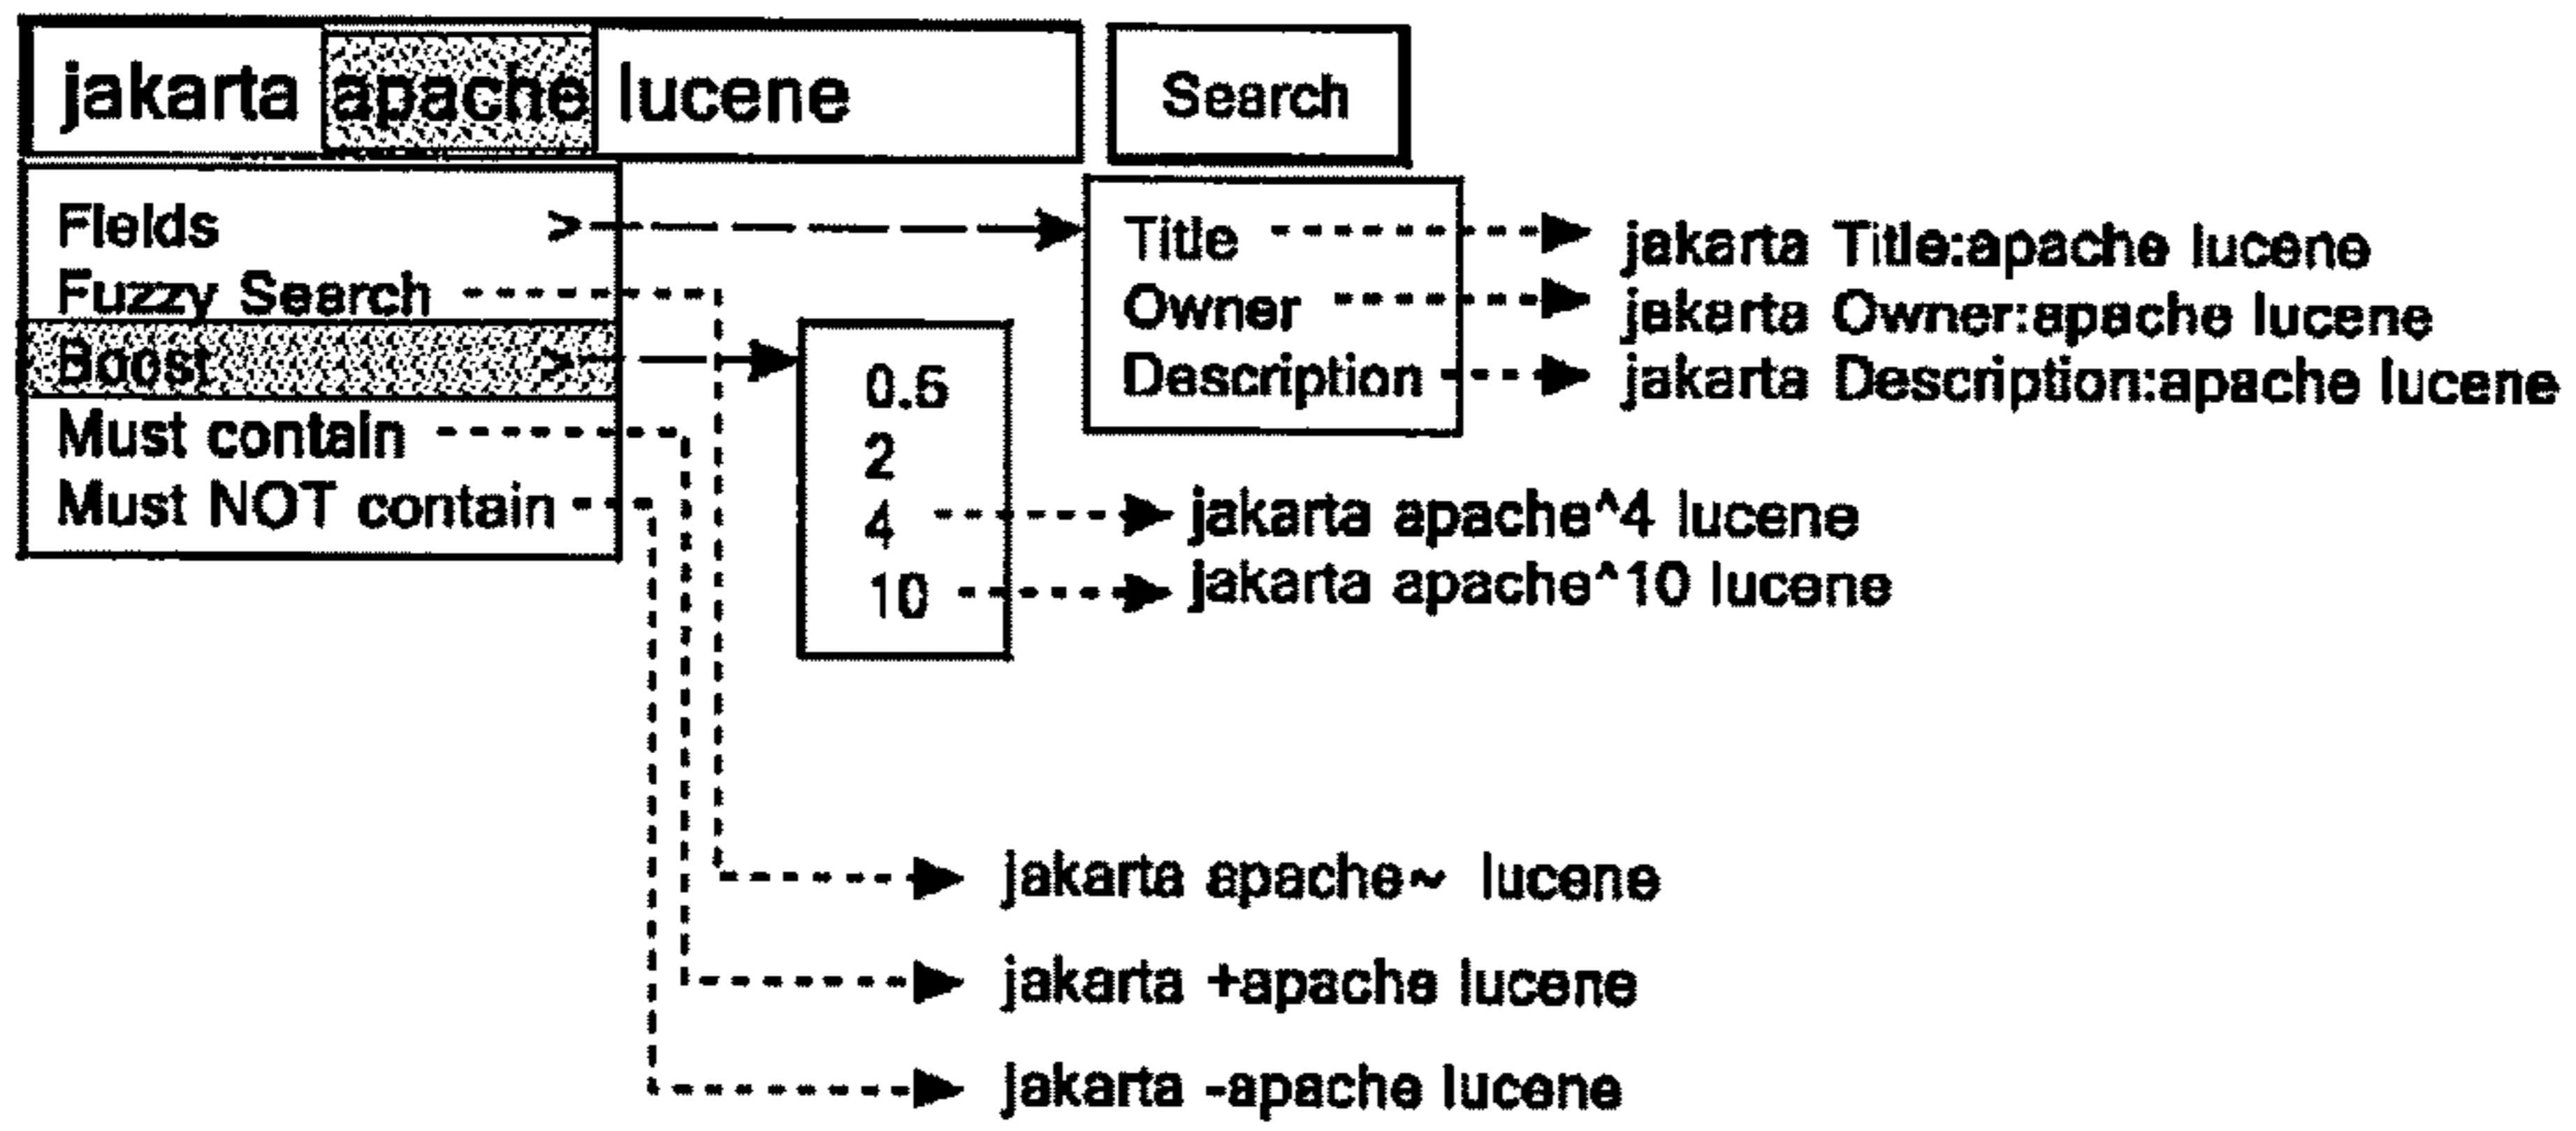 jakarta apache lucene
Search
Fields >
Fuzzy Search
Boost >
Must contain
Must NOT contain
0.5
2
4
10
Title
Owner
Description
jakarta Title:apache lucene
jakarta Owner:apache lucene
jakarta Description:apache lucene
jakarta apache^4 lucene
jakarta apache^10 lucene
jakarta apache~ lucene
jakarta +apache lucene
jakarta -apache lucene